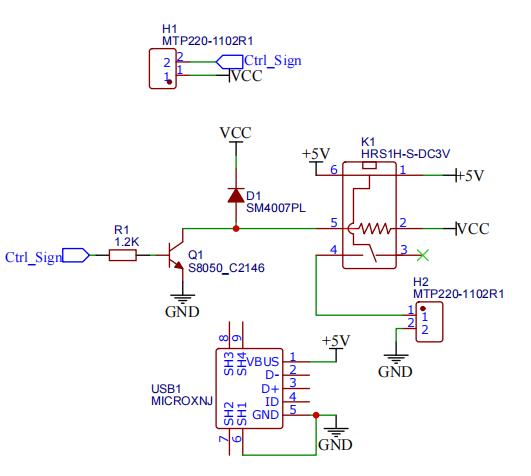 H1
MTP220-1102R1
2 2 Ctrl_Sign
1 1 VCC
VCC
K1
HRS1H-S-DC3V
+5V
6 1 +5V
D1
SM4007PL
5 2 VCC
R1
1.2K
Ctrl_Sign
Q1
S8050_C2146
4 3
GND
H2
MTP220-1102R1
1 1
2 2
GND
+5V
8 9
SH3 SH4
VBUS 1
D- 2
D+ 3
ID 4
GND 5
USB1
MICROXNJ
SH2 SH1
7 6
GND